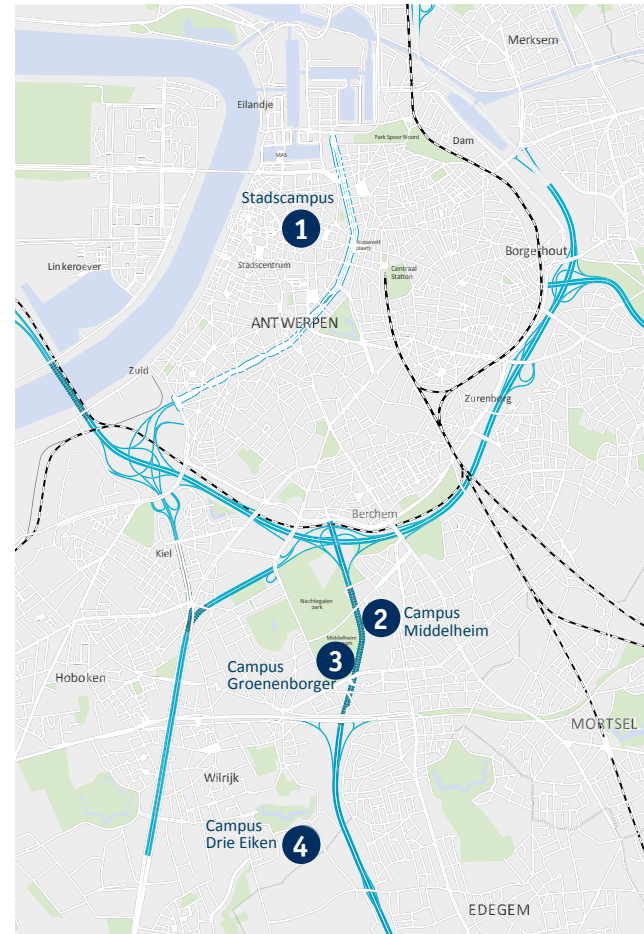 Merksem
Eilandje
Park Spoor Noord
Dam
MAS
Stadscampus
1
Borgerhout
Linkeroever
Stadscentrum
plaats
Centraal
Station
ANTWERPEN
Zuid
Zurenborg
Berchem
Kiel
Nachtegalen
park
2
Campus
Middelheim
Middelheim
3
Campus
Groenenborger
Hoboken
MORTSEL
Wilrijk
Campus
Drie Eiken
4
EDEGEM